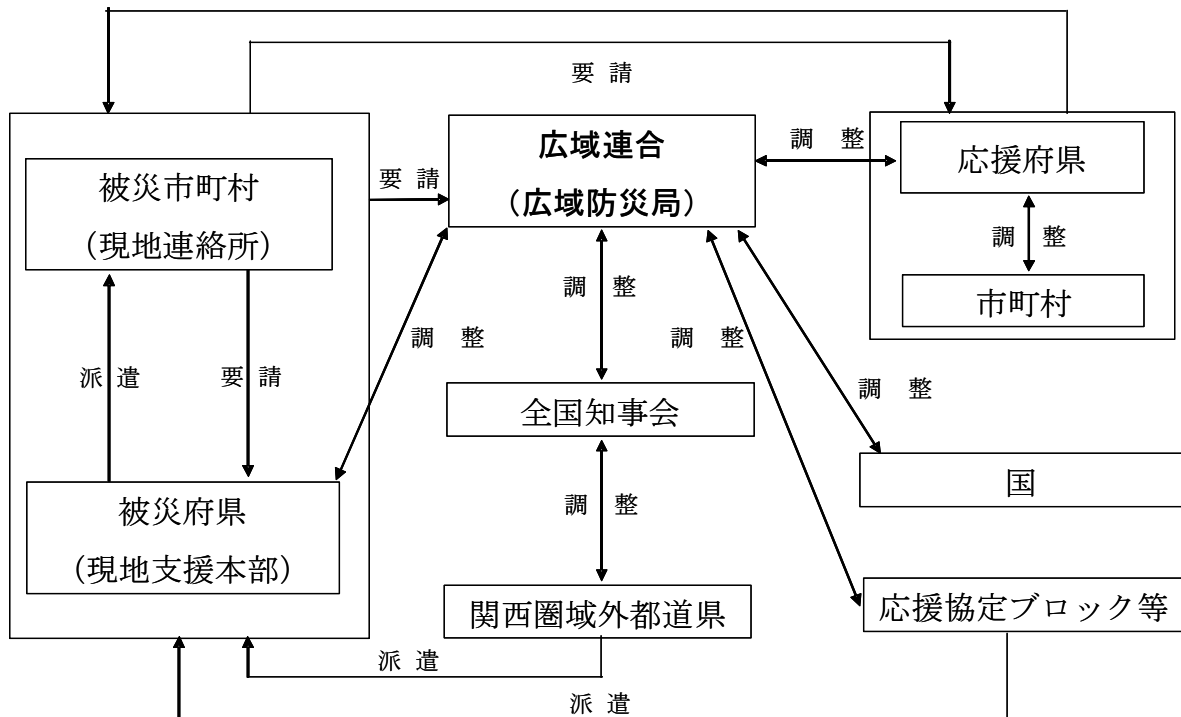 要 請
広域連合
(広域防災局)
調 整
応援府県
調 整
市町村
被災市町村
(現地連絡所)
要 請
調 整
調 整
調 整
派 遣
要 請
調 整
全国知事会
国
被災府県
(現地支援本部)
調 整
関西圏域外都道県
応援協定ブロック等
派 遣
派 遣